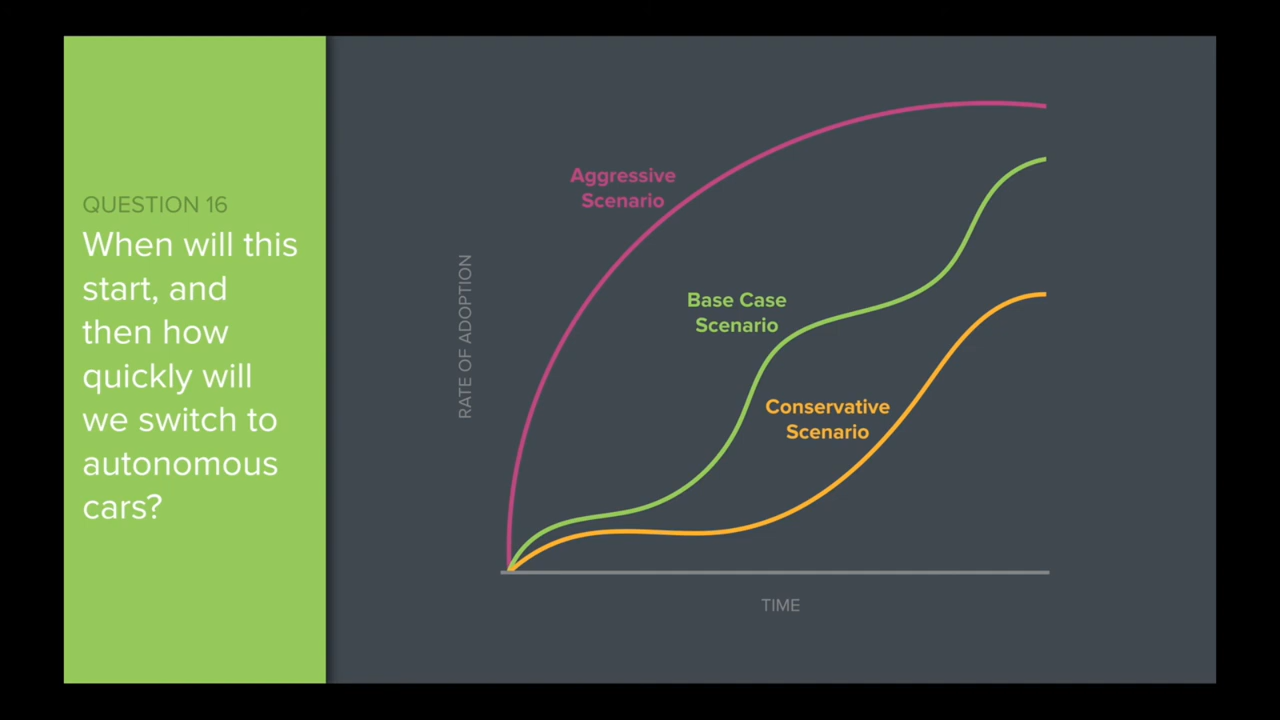 QUESTION 16
When will this
start, and
then how
quickly will
we switch to
autonomous
cars?
Aggressive
Scenario
RATE OF ADOPTION
Base Case
Scenario
Conservative
Scenario
TIME